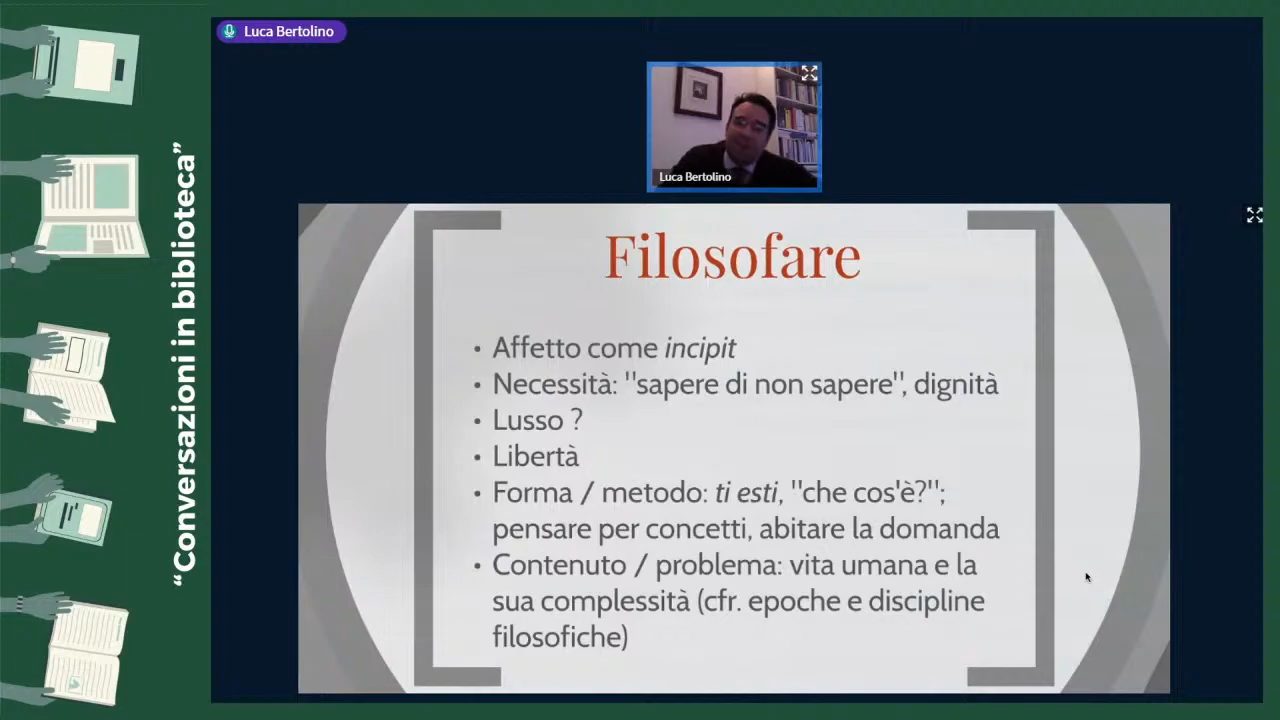 Luca Bertolino
"Conversazioni in biblioteca"
Luca Bertolino
Filosofare
• Affetto come incipit
• Necessità: "sapere di non sapere", dignità
• Lusso ?
• Libertà
• Forma / metodo: ti esti, "che cos'è?";
pensare per concetti, abitare la domanda
• Contenuto / problema: vita umana e la
sua complessità (cfr. epoche e discipline
filosofiche)